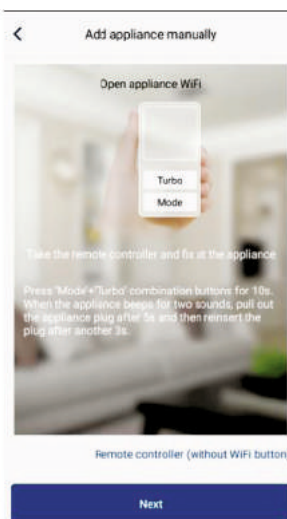 Add appliance manually
Open appliance WiFi
Turbo
Mode
Take the remote controller and fix at the appliance
Press "Mode"+"Turbo" combination buttons for 10s.
When the appliance beeps for two sounds, pull out
the appliance plug after 5s and then reinsert the
plug after another 3s.
Remote controller (without WiFi button
Next